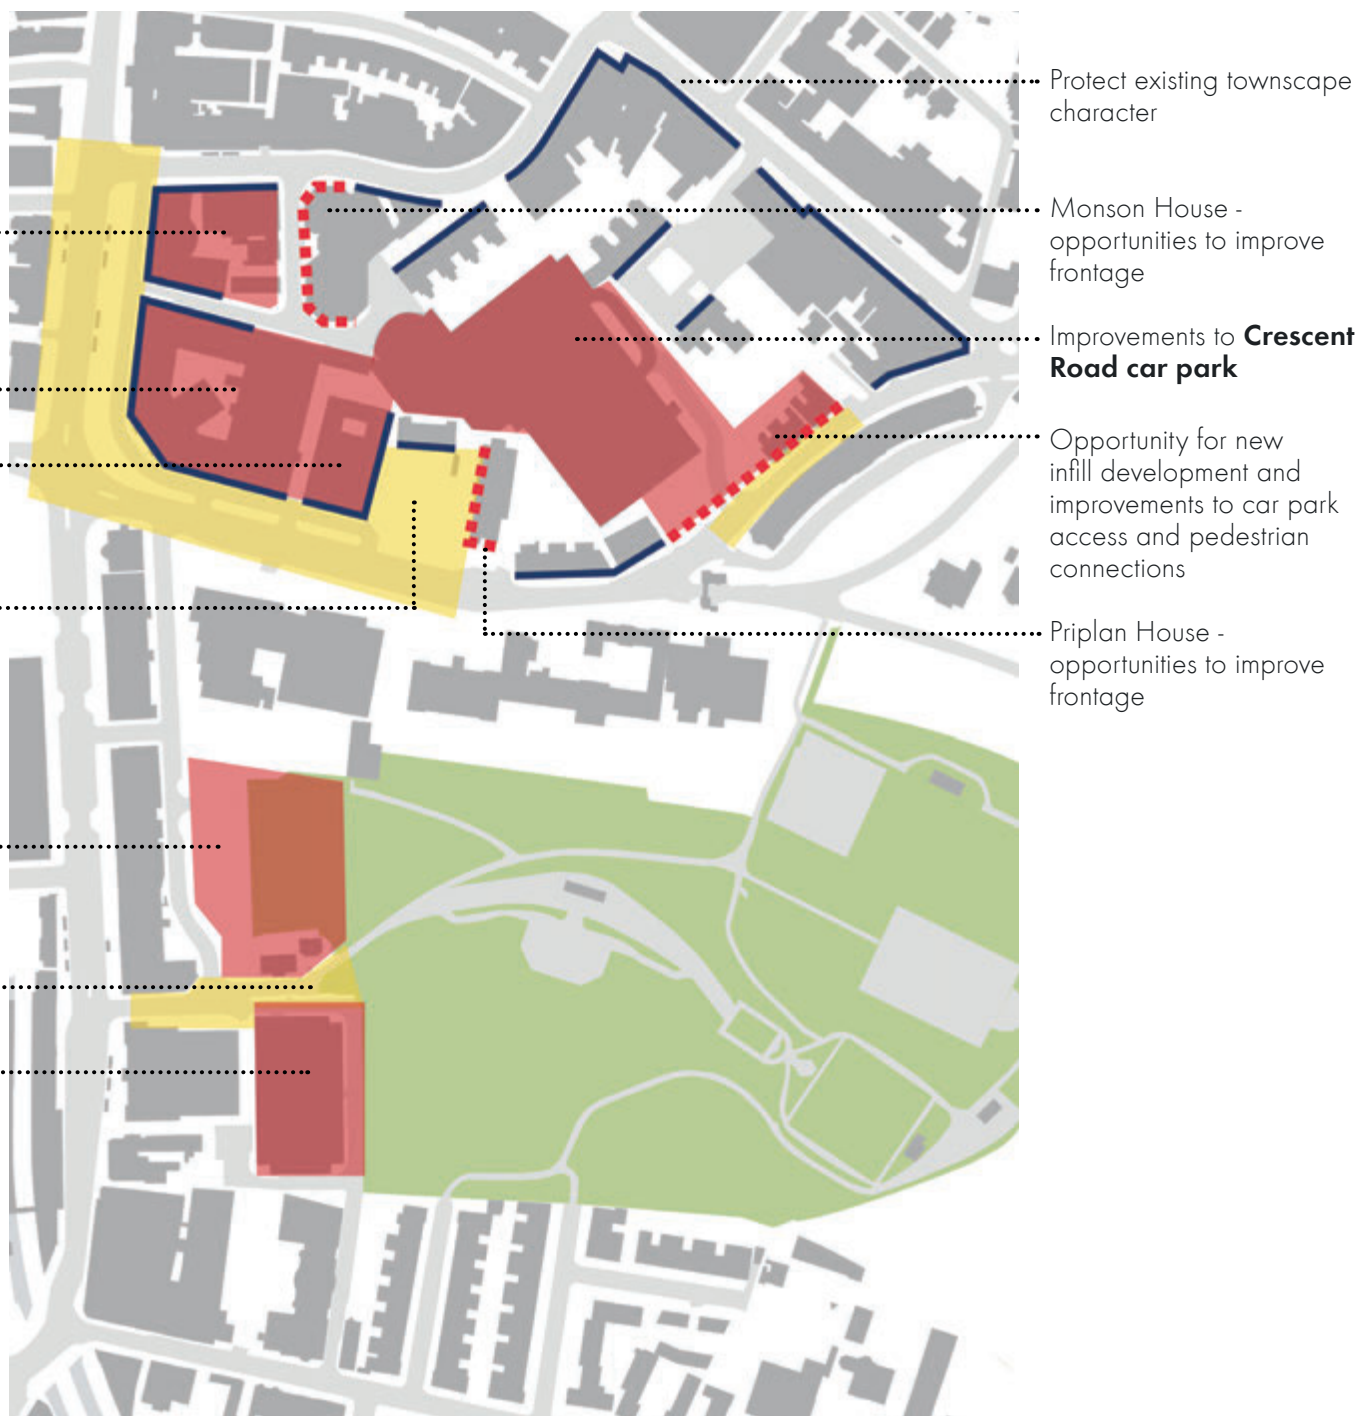 Protect existing townscape
character
Monson House -
opportunities to improve
frontage
Improvements to Crescent
Road car park
Opportunity for new
infill development and
improvements to car park
access and pedestrian
connections
Priplan House -
opportunities to improve
frontage